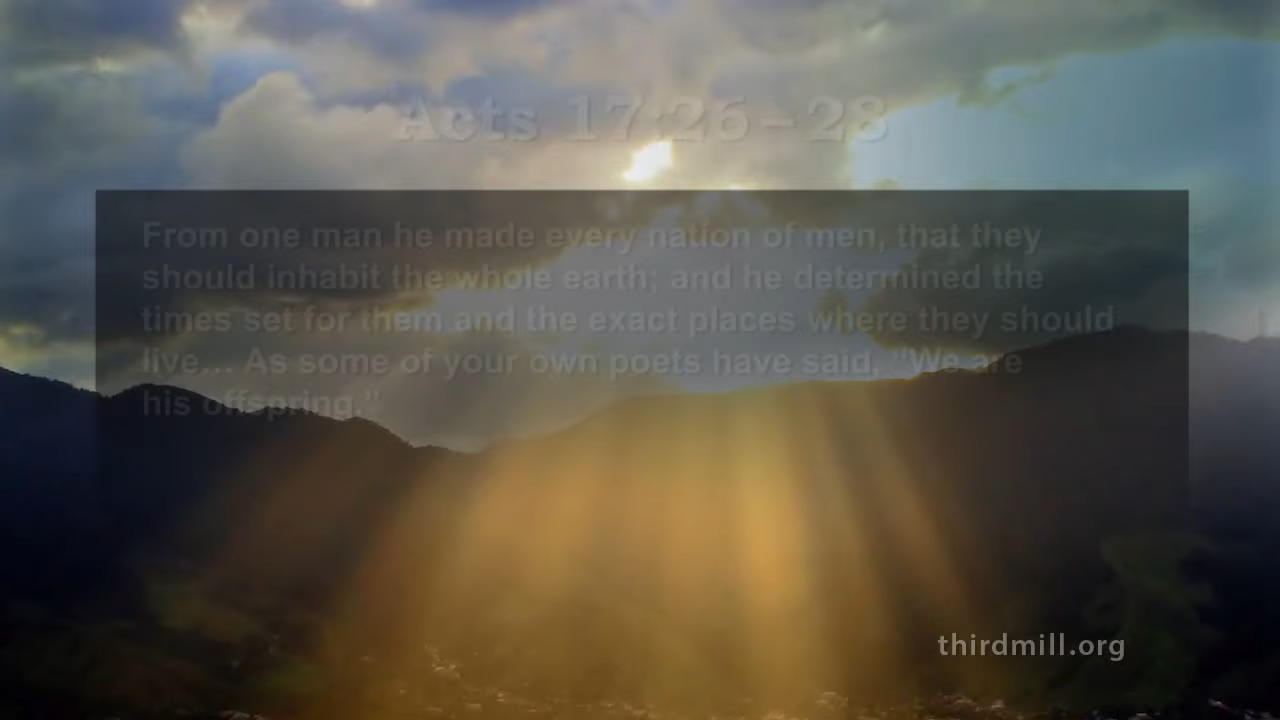 Acts 17:26-28
From one man he made every nation of men, that they
should inhabit the whole earth; and he determined the
times set for them and the exact places where they should
live... As some of your own poets have said, "We are
his offspring."
thirdmill.org